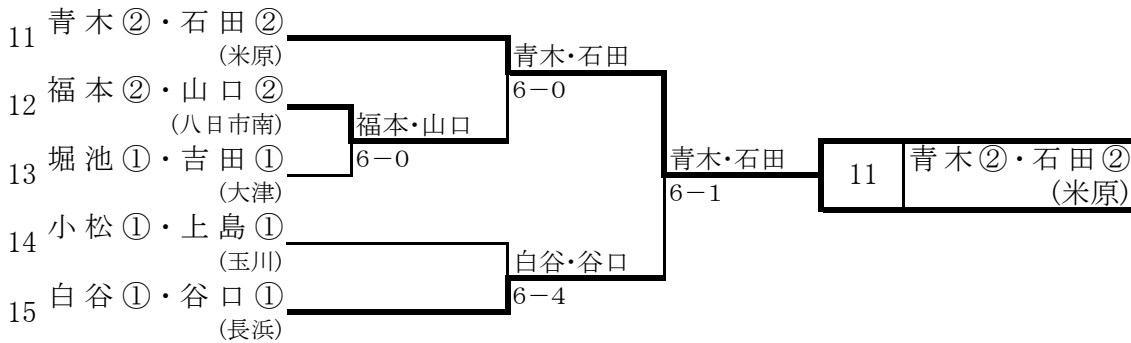 11 青木②・石田②
(米原)
12 福本②・山口②
(八日市南)
13 堀池①・吉田①
(大津)
14 小松①・上島①
(玉川)
15 白谷①・谷口①
(長浜)
福本・山口
6－0
青木・石田
6－0
白谷・谷口
6－4
青木・石田
6－1
11 青木②・石田②
(米原)